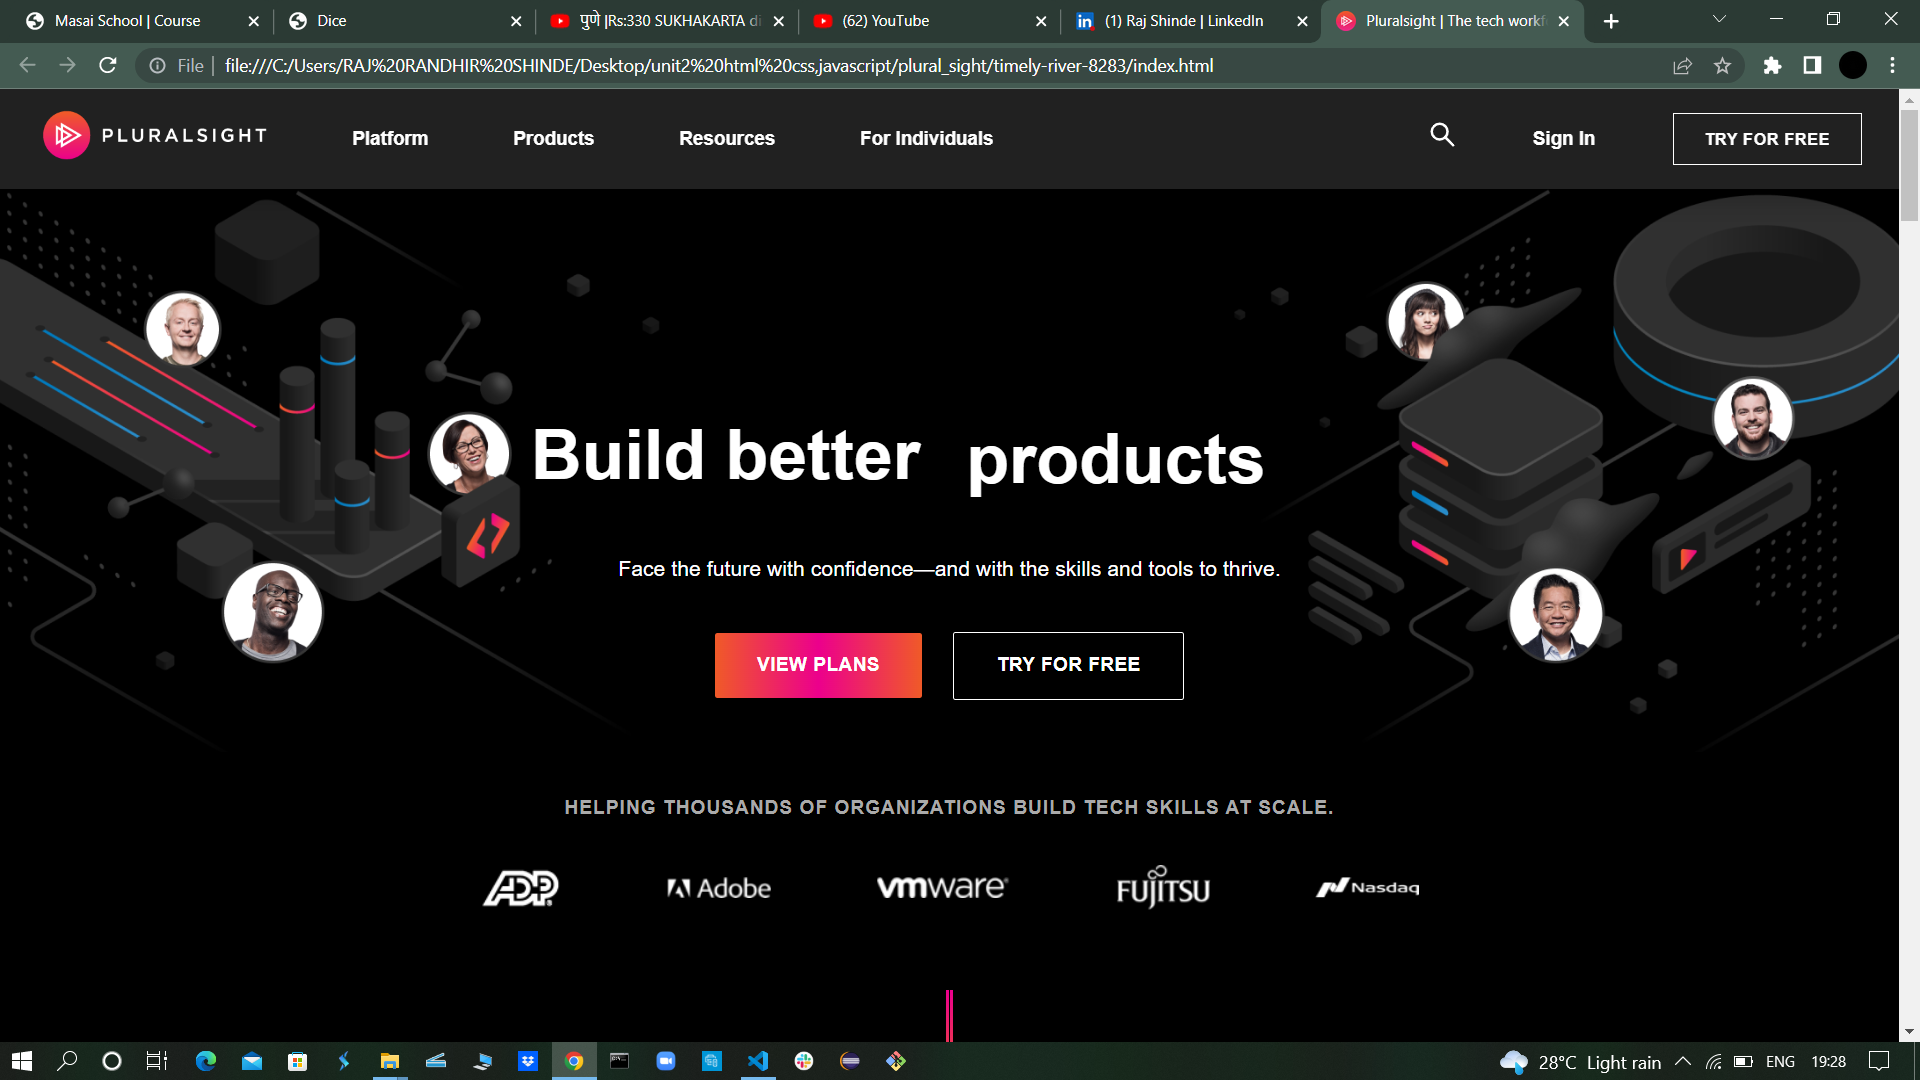 Masai School | Course
Dice
पुणे |Rs:330 SUKHAKARTA di
(62) YouTube
(1) Raj Shinde | LinkedIn
Pluralsight | The tech workf
File
file:///C:/Users/RAJ%20RANDHIR%20SHINDE/Desktop/unit2%20html%20css,javascript/plural_sight/timely-river-8283/index.html
PLURALSIGHT
Platform
Products
Resources
For Individuals
Sign In
TRY FOR FREE
Build better products
Face the future with confidence—and with the skills and tools to thrive.
VIEW PLANS
TRY FOR FREE
HELPING THOUSANDS OF ORGANIZATIONS BUILD TECH SKILLS AT SCALE.
ADP
Adobe
vmware
FUJITSU
Nasdaq
28°C Light rain
ENG
19:28